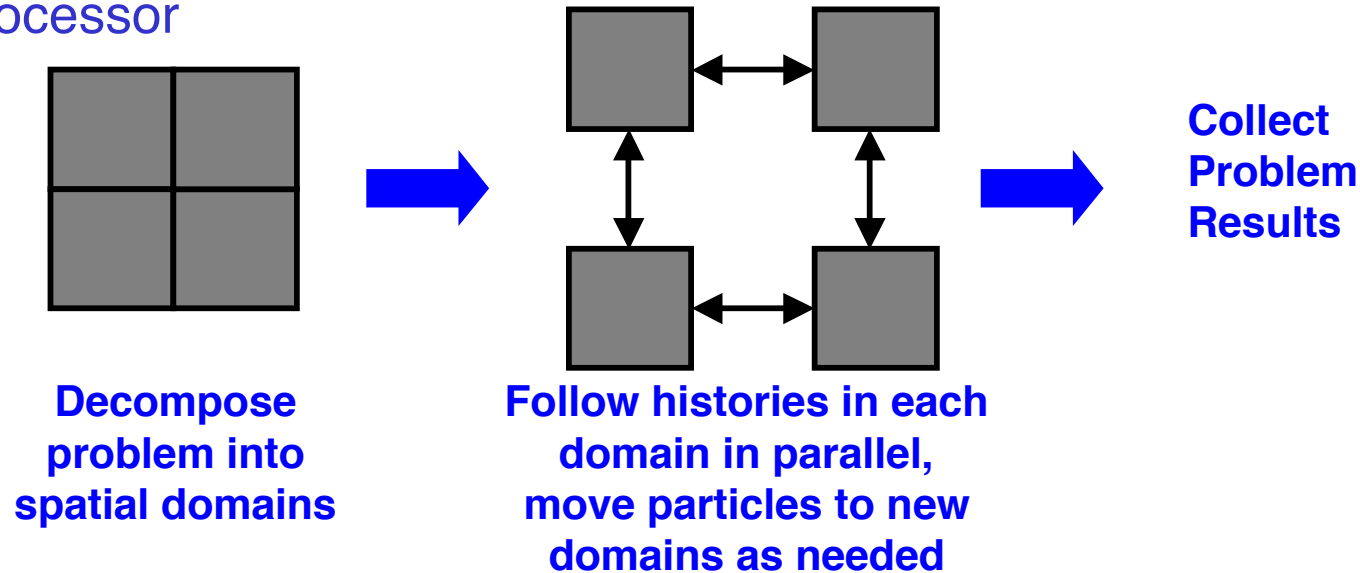 ocessor
Decompose
problem into
spatial domains
Follow histories in each
domain in parallel,
move particles to new
domains as needed
Collect
Problem
Results